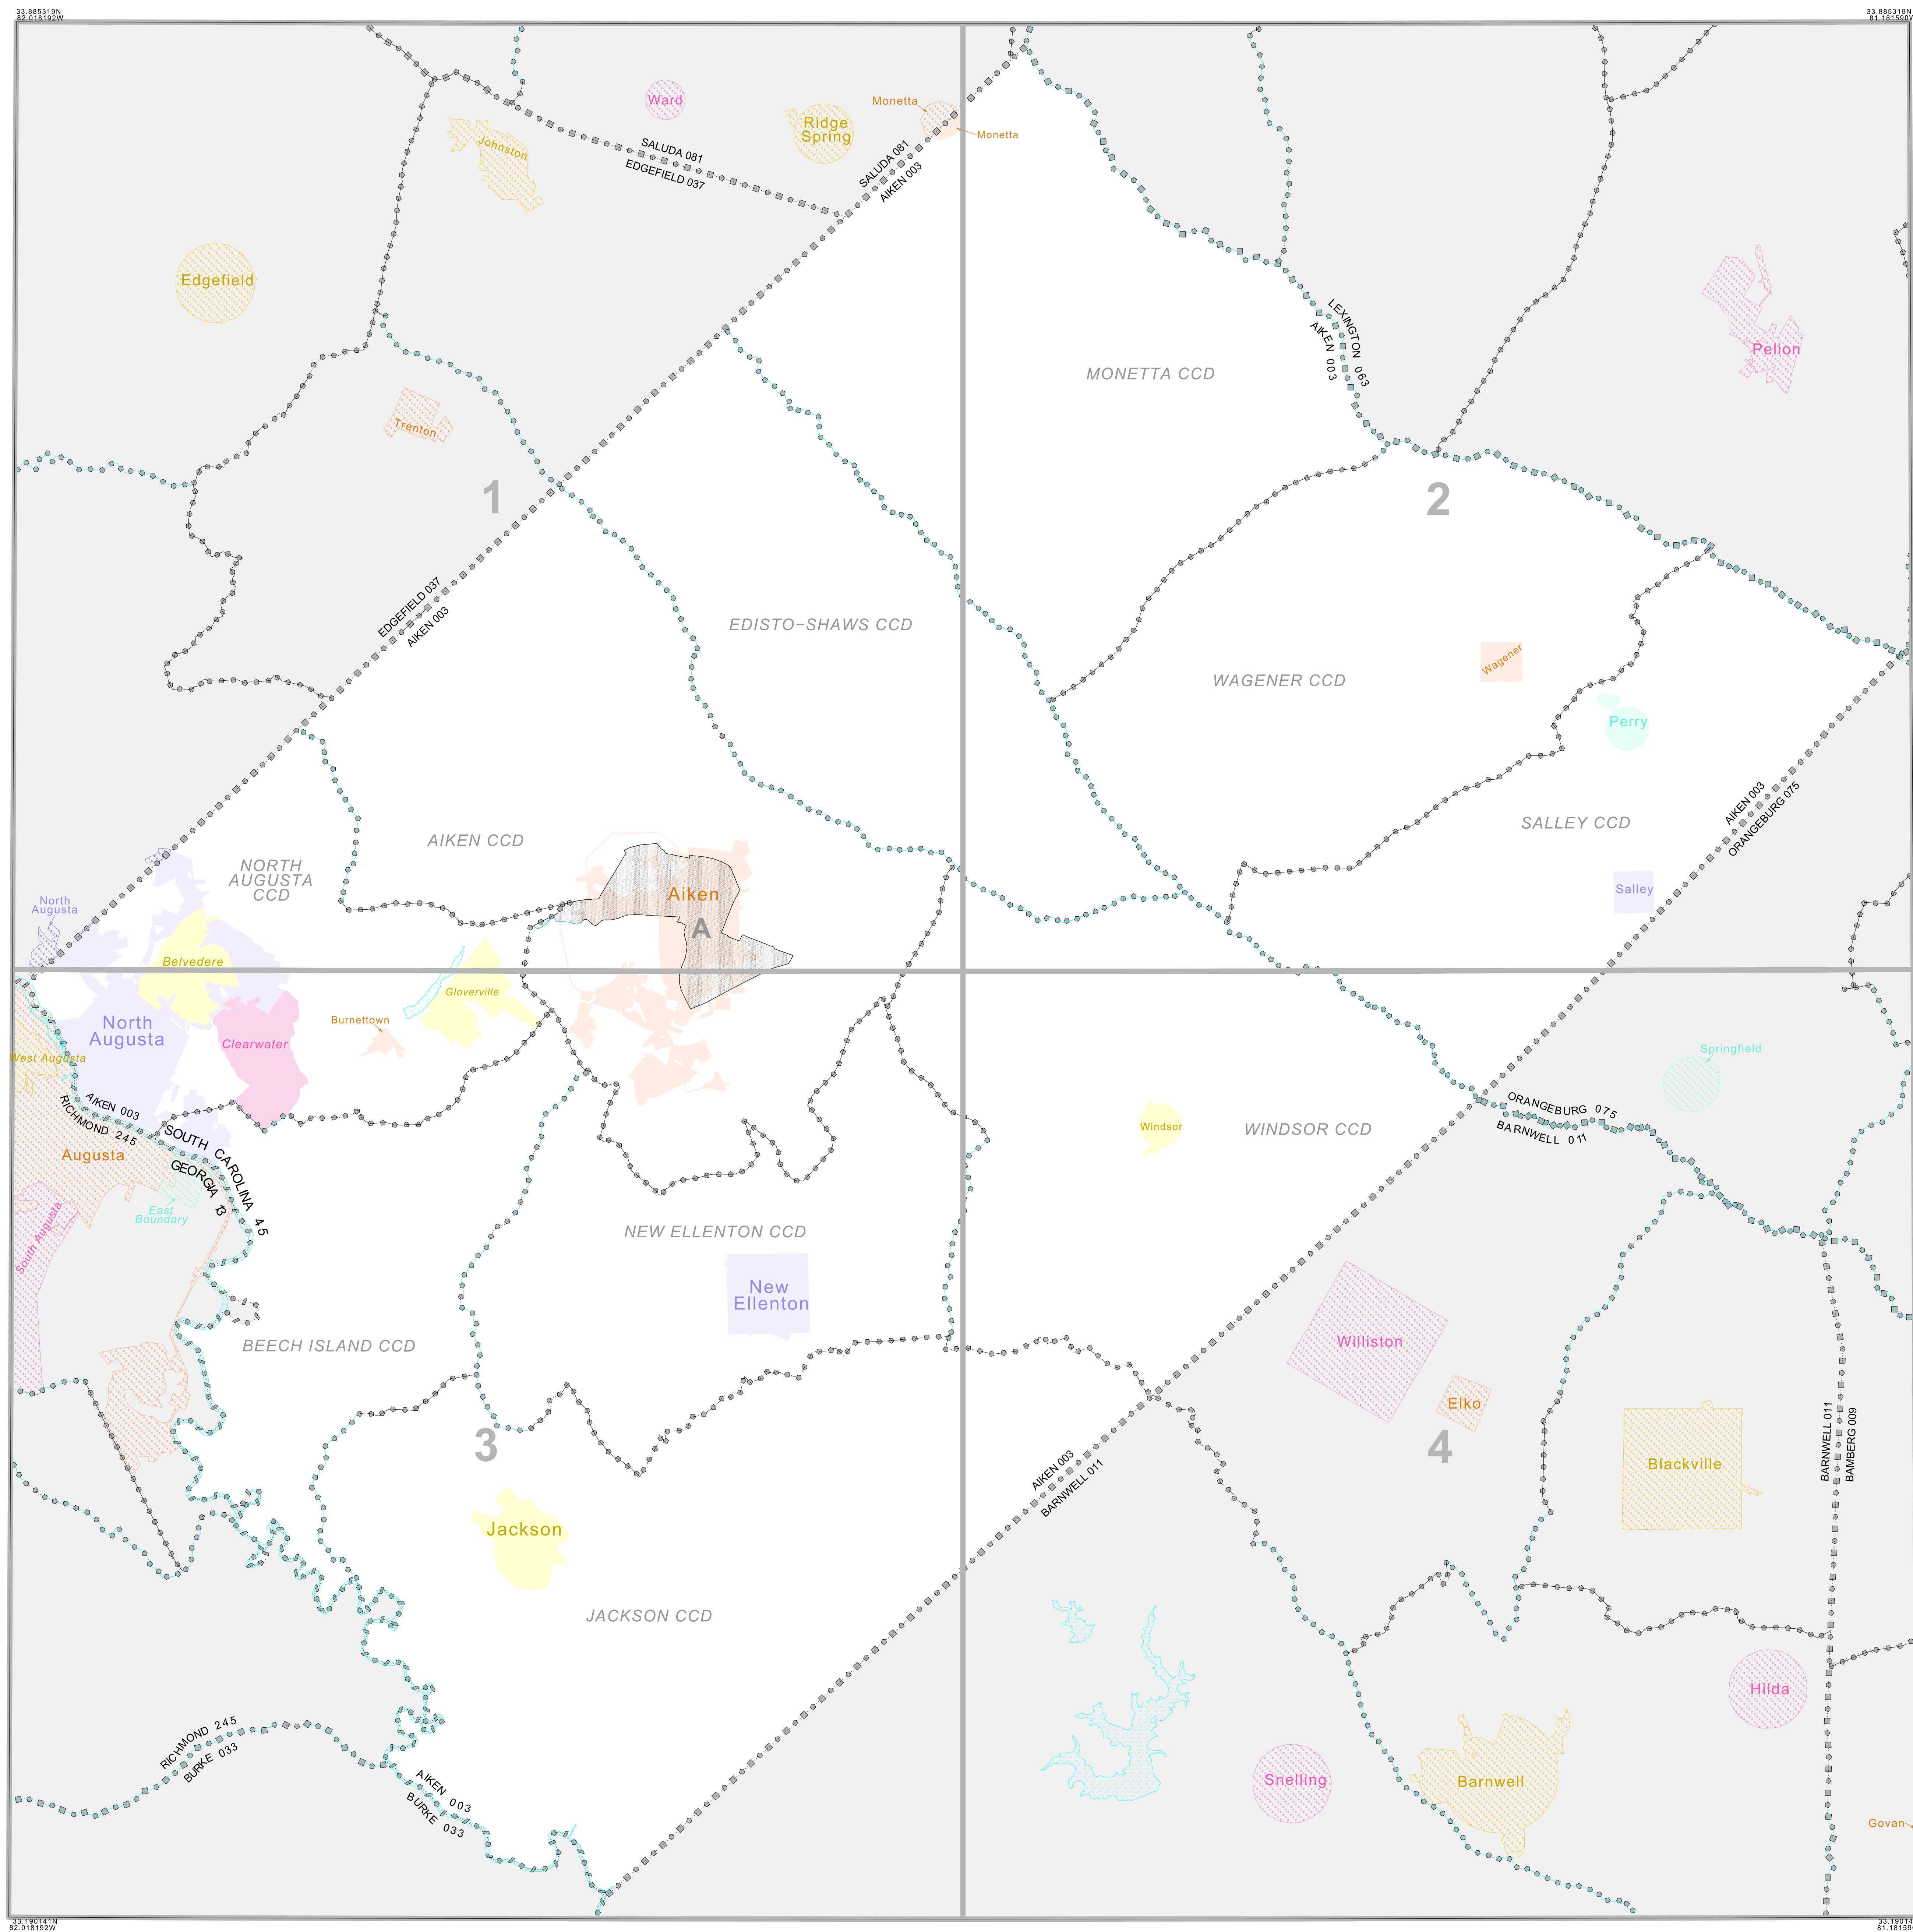 33.885319N
82.018192W
33.885319N
81.181590W
Ward
Monetta
Ridge
Spring
Monetta
Johnston
SALUDA 081
EDGEFIELD 037
SALUDA 081
AIKEN 003
Edgefield
LEXINGTON 063
AIKEN 003
Pelion
MONETTA CCD
Trenton
1
2
EDGEFIELD 037
AIKEN 003
EDISTO-SHAWS CCD
WAGENER CCD
Wagener
Perry
AIKEN 003
ORANGEBURG 075
SALLEY CCD
AIKEN CCD
NORTH
AUGUSTA
CCD
Aiken
Salley
North
Augusta
A
Belvedere
Gloverville
North
Augusta
Burnettown
Clearwater
West Augusta
Springfield
AIKEN 003
RICHMOND 245
SOUTH CAROLINA 45
GEORGIA 13
Augusta
Windsor
WINDSOR CCD
ORANGEBURG 075
BARNWELL 011
East
Boundary
South Augusta
NEW ELLENTON CCD
New
Ellenton
BEECH ISLAND CCD
Williston
Elko
3
4
BARNWELL 011
BAMBERG 009
Blackville
AIKEN 003
BARNWELL 011
Jackson
JACKSON CCD
Hilda
RICHMOND 245
BURKE 033
AIKEN 003
BURKE 033
Snelling
Barnwell
Govan
33.190141N
82.018192W
33.19014
81.18159